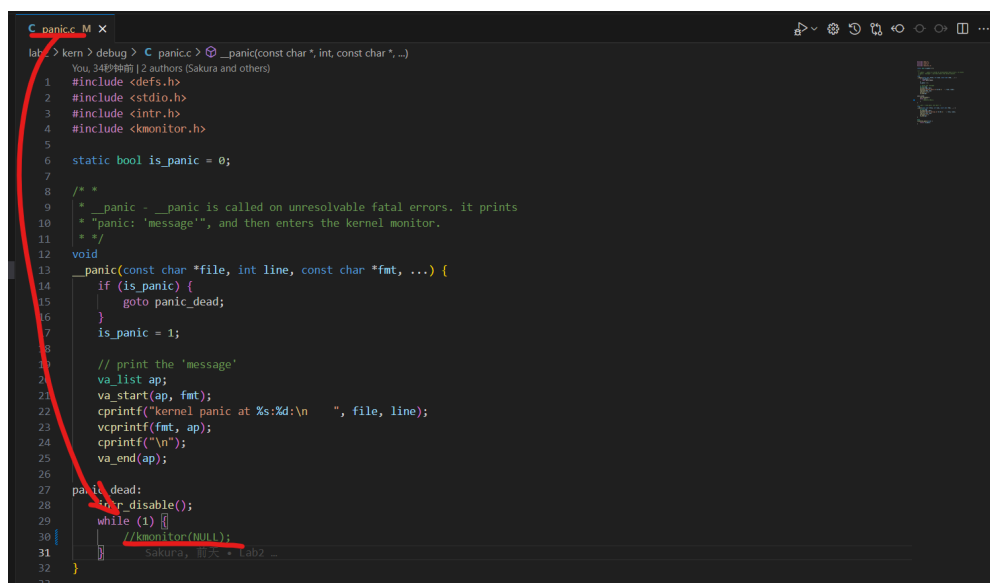 C panic.c M ×
lab2 > kern > debug > C panic.c > __panic(const char *, int, const char *, ...)
You, 34秒钟前 | 2 authors (Sakura and others)
1 #include <defs.h>
2 #include <stdio.h>
3 #include <intr.h>
4 #include <kmonitor.h>
5
6 static bool is_panic = 0;
7
8 /* *
9 * __panic - __panic is called on unresolvable fatal errors. it prints
10 * "panic: 'message'", and then enters the kernel monitor.
11 * */
12 void
13 __panic(const char *file, int line, const char *fmt, ...) {
14 if (is_panic) {
15 goto panic_dead;
16 }
17 is_panic = 1;
18
19 // print the 'message'
20 va_list ap;
21 va_start(ap, fmt);
22 cprintf("kernel panic at %s:%d:\n    ", file, line);
23 vcprintf(fmt, ap);
24 cprintf("\n");
25 va_end(ap);
26
27 panic_dead:
28 intr_disable();
29 while (1) {
30 //kmonitor(NULL);
31 } Sakura, 前天 • Lab2 …
32 }
33